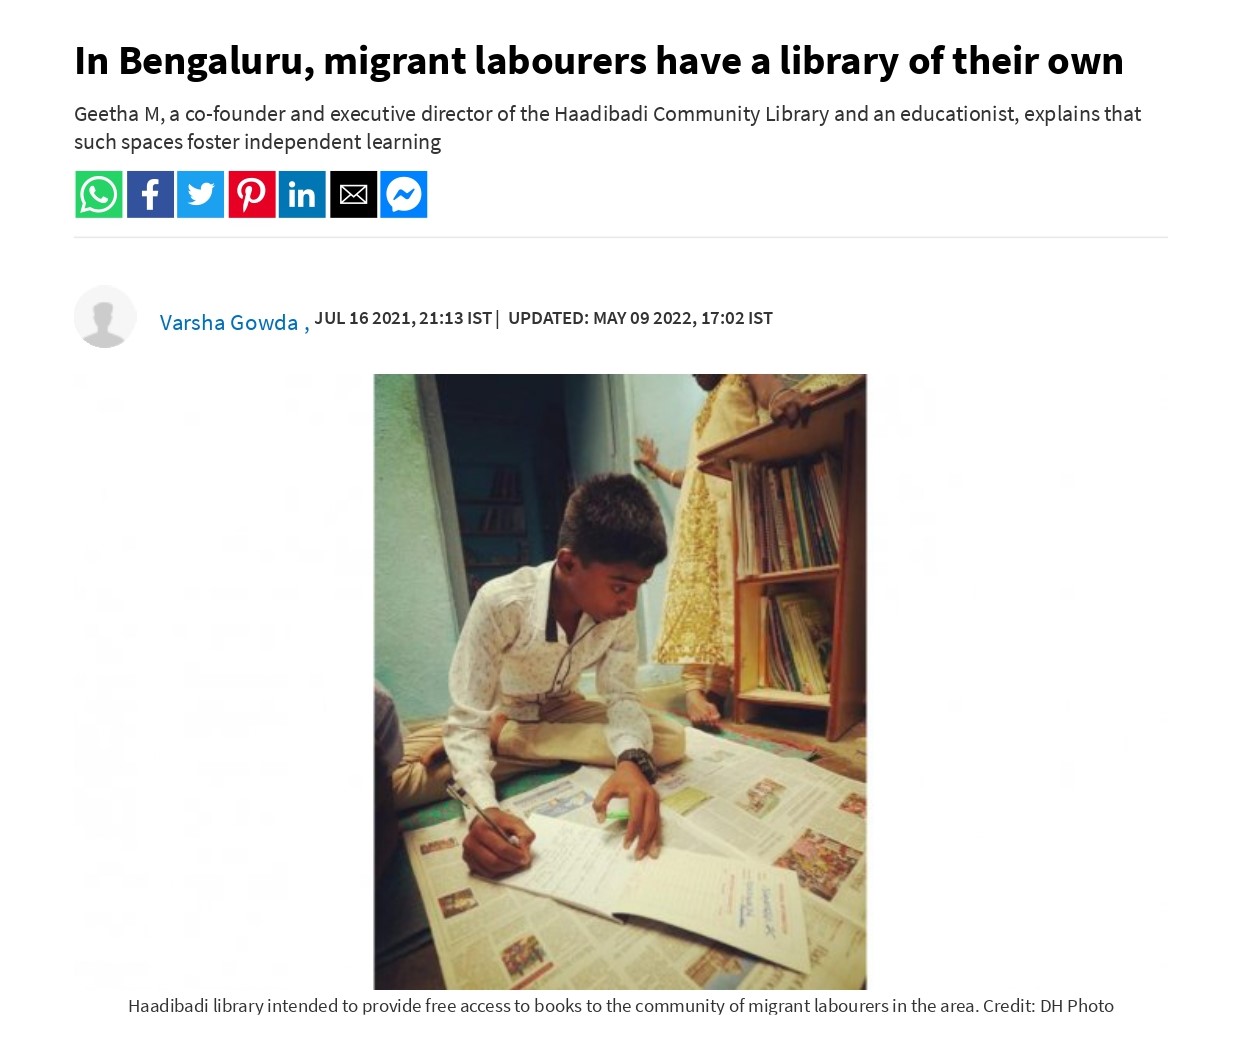 In Bengaluru, migrant labourers have a library of their own
Geetha M, a co-founder and executive director of the Haadibadi Community Library and an educationist, explains that
such spaces foster independent learning
Varsha Gowda , JUL 16 2021, 21:13 IST | UPDATED: MAY 09 2022, 17:02 IST
Haadibadi library intended to provide free access to books to the community of migrant labourers in the area. Credit: DH Photo